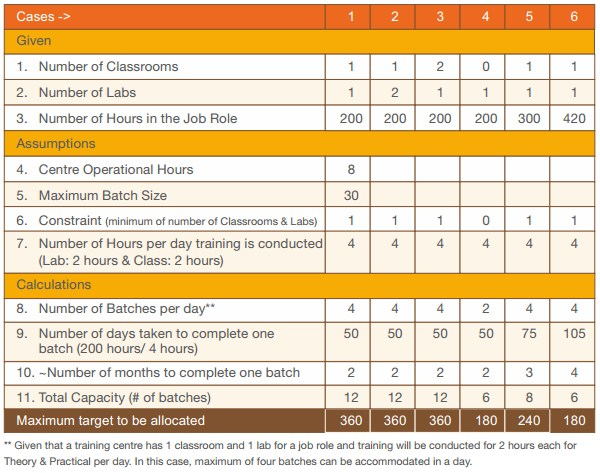 Cases -> 1 2 3 4 5 6
Given
1. Number of Classrooms 1 1 2 0 1 1
2. Number of Labs 1 2 1 1 1 1
3. Number of Hours in the Job Role 200 200 200 200 300 420
Assumptions
4. Centre Operational Hours 8
5. Maximum Batch Size 30
6. Constraint (minimum of number of Classrooms & Labs) 1 1 1 0 1 1
7. Number of Hours per day training is conducted 4 4 4 4 4 4
(Lab: 2 hours & Class: 2 hours)
Calculations
8. Number of Batches per day** 4 4 4 2 4 4
9. Number of days taken to complete one 50 50 50 50 75 105
batch (200 hours/ 4 hours)
10. ~Number of months to complete one batch 2 2 2 2 3 4
11. Total Capacity (# of batches) 12 12 12 6 8 6
Maximum target to be allocated 360 360 360 180 240 180
** Given that a training centre has 1 classroom and 1 lab for a job role and training will be conducted for 2 hours each for
Theory & Practical per day. In this case, maximum of four batches can be accommodated in a day.